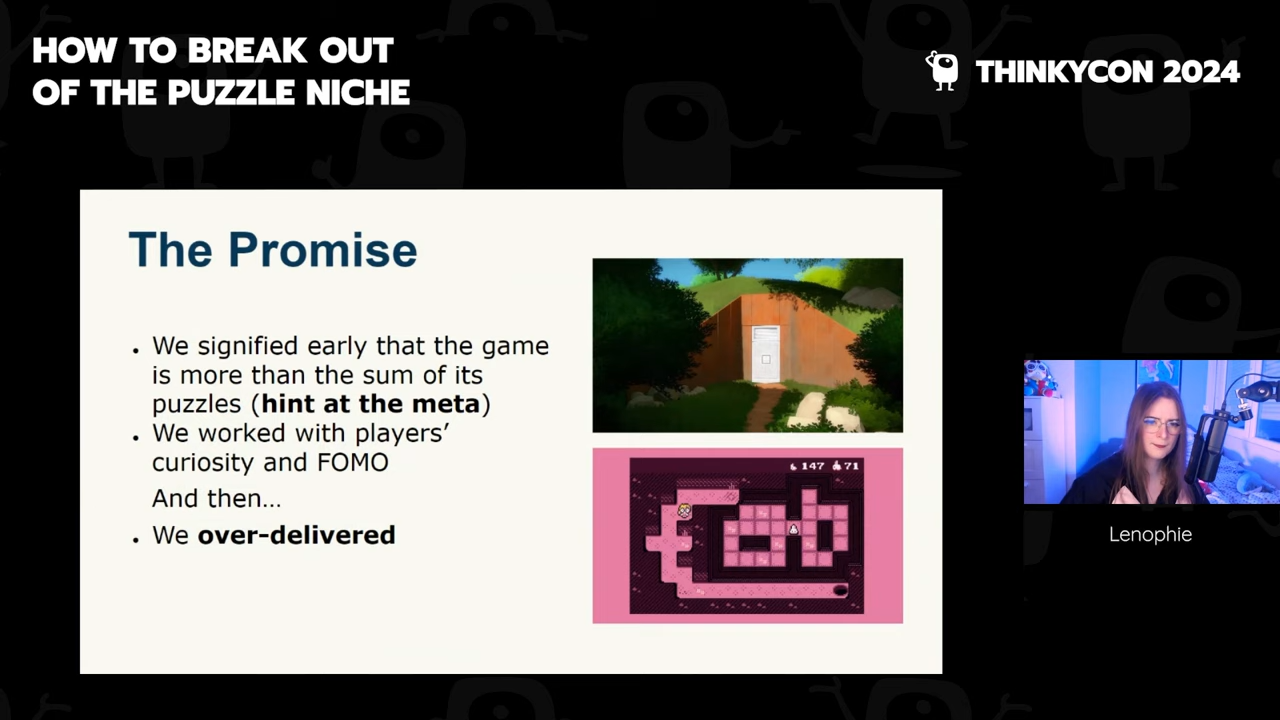 HOW TO BREAK OUT
OF THE PUZZLE NICHE
THINKYCON 2024
The Promise
• We signified early that the game
is more than the sum of its
puzzles (hint at the meta)
• We worked with players’
curiosity and FOMO
And then...
• We over-delivered
147 71
Lenophie